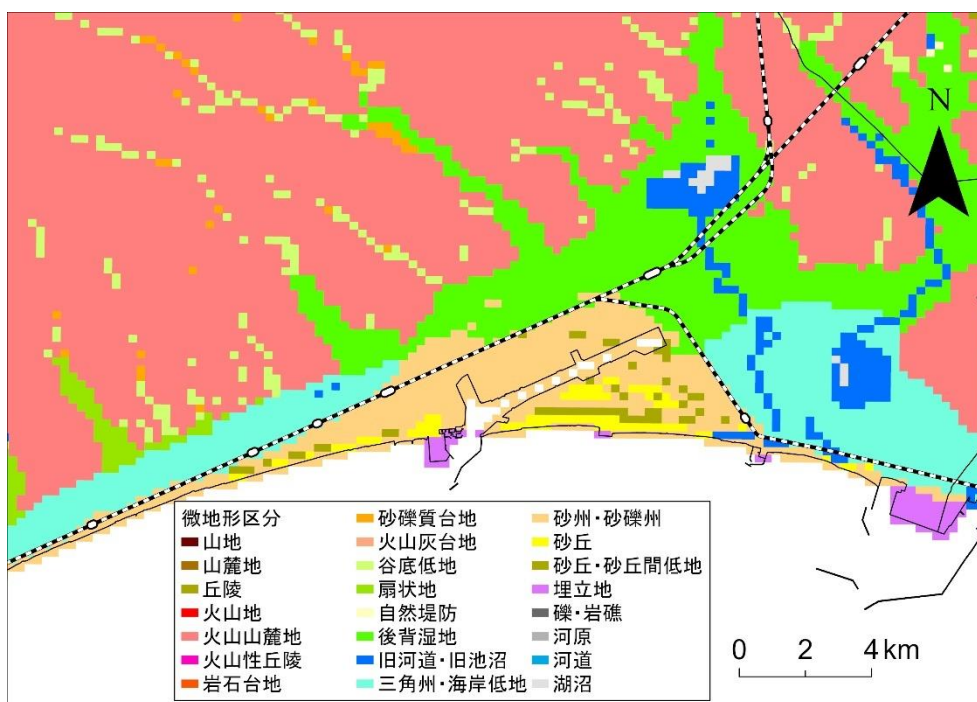 N
微地形区分
山地
山麓地
丘陵
火山地
火山山麓地
火山性丘陵
岩石台地
砂礫質台地
火山灰台地
谷底低地
扇状地
自然堤防
後背湿地
旧河道・旧池沼
三角州・海岸低地
砂州・砂礫州
砂丘
砂丘・砂丘間低地
埋立地
礫・岩礁
河原
河道
湖沼
0 2 4 km